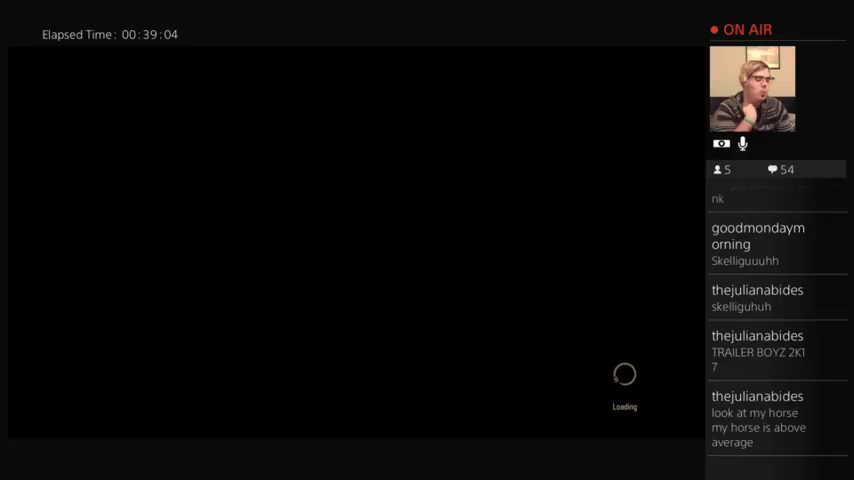 Elapsed Time: 00:39:04
ON AIR
5
54
nk
goodmondaym
orning
Skelliguuuhh
thejulianabides
skelliguhuh
thejulianabides
TRAILER BOYZ 2K1
7
thejulianabides
look at my horse
my horse is above
average
Loading